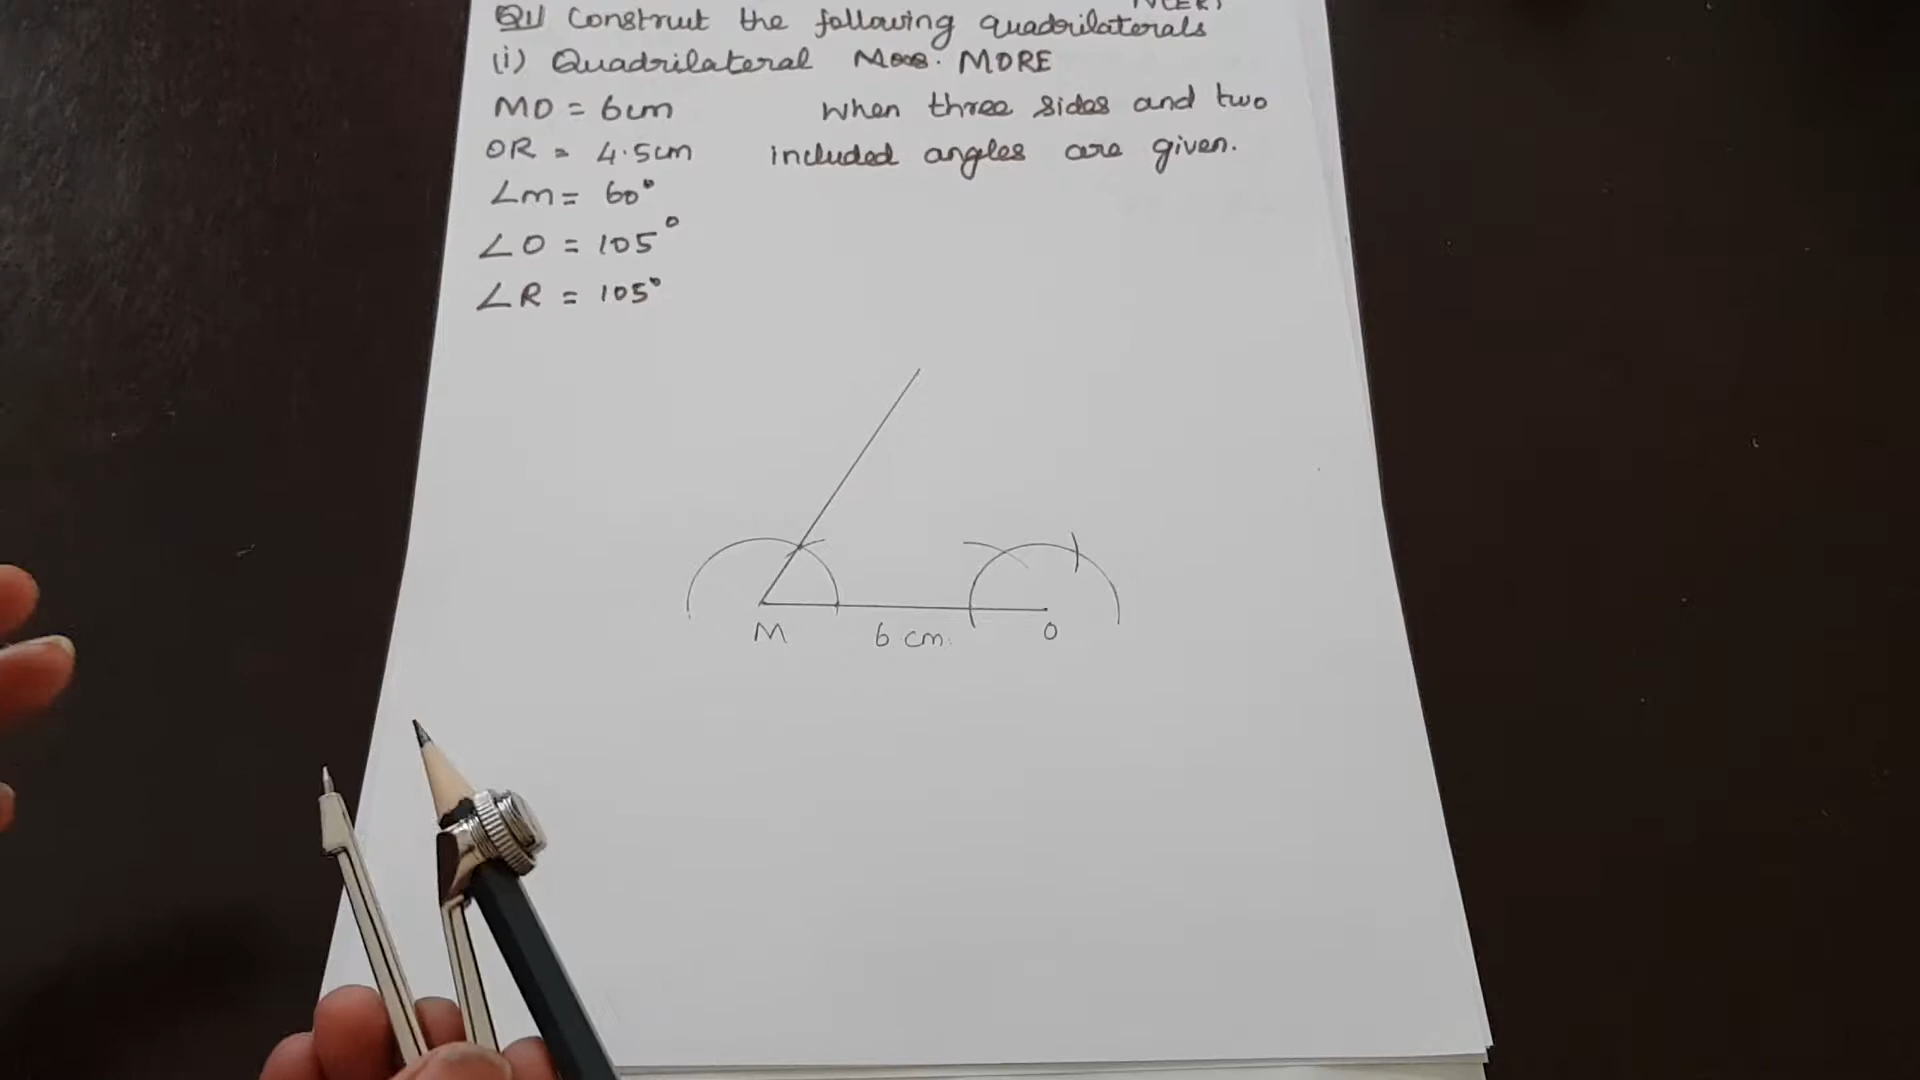 Q1 Construct the following quadrilaterals
(i) Quadrilateral MORE
MO = 6cm
OR = 4.5cm
∠M = 60°
∠O = 105°
∠R = 105°
When three sides and two
included angles are given.
M 6 cm. O